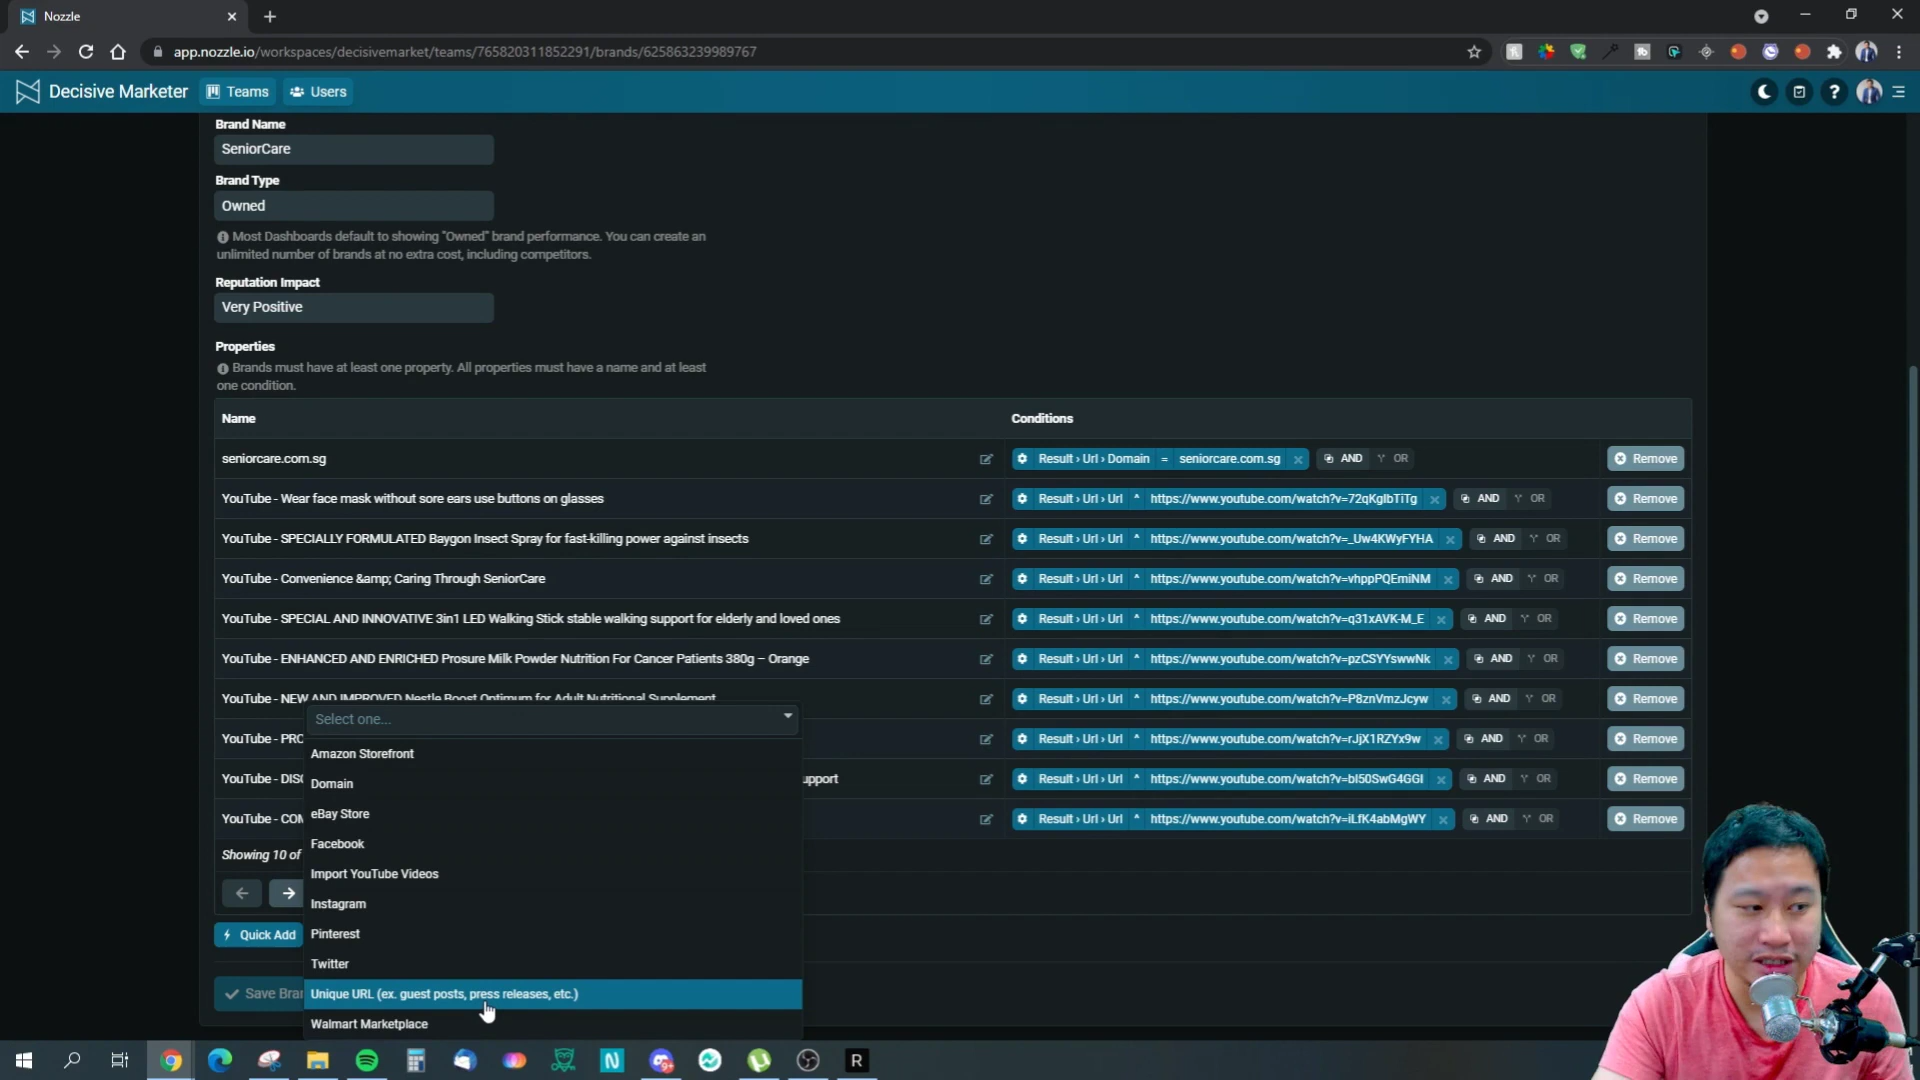 Nozzle
app.nozzle.io/workspaces/decisivemarket/teams/765820311852291/brands/625863239989767
Decisive Marketer
Teams
Users
Brand Name
SeniorCare
Brand Type
Owned
Most Dashboards default to showing "Owned" brand performance. You can create an
unlimited number of brands at no extra cost, including competitors.
Reputation Impact
Very Positive
Properties
Brands must have at least one property. All properties must have a name and at least
one condition.
Name Conditions
seniorcare.com.sg Result › Url › Domain = seniorcare.com.sg × AND OR Remove
YouTube - Wear face mask without sore ears use buttons on glasses Result › Url › Url ^ https://www.youtube.com/watch?v=72qKglbTiTg × AND OR Remove
YouTube - SPECIALLY FORMULATED Baygon Insect Spray for fast-killing power against insects Result › Url › Url ^ https://www.youtube.com/watch?v=_Uw4KWyFYHA × AND OR Remove
YouTube - Convenience &amp; Caring Through SeniorCare Result › Url › Url ^ https://www.youtube.com/watch?v=vhppPQEmiNM × AND OR Remove
YouTube - SPECIAL AND INNOVATIVE 3in1 LED Walking Stick stable walking support for elderly and loved ones Result › Url › Url ^ https://www.youtube.com/watch?v=q31xAVK-M_E × AND OR Remove
YouTube - ENHANCED AND ENRICHED Prosure Milk Powder Nutrition For Cancer Patients 380g – Orange Result › Url › Url ^ https://www.youtube.com/watch?v=pzCSYYswwNk × AND OR Remove
YouTube - NEW AND IMPROVED Nestle Boost Optimum for Adult Nutritional Supplement Result › Url › Url ^ https://www.youtube.com/watch?v=P8znVmzJcyw × AND OR Remove
YouTube - PRO Result › Url › Url ^ https://www.youtube.com/watch?v=rJjX1RZYx9w × AND OR Remove
YouTube - DISC upport Result › Url › Url ^ https://www.youtube.com/watch?v=bI50SwG4GGI × AND OR Remove
YouTube - COM Result › Url › Url ^ https://www.youtube.com/watch?v=iLfK4abMgWY × AND OR Remove
Showing 10 of
Quick Add
Save Bran
Select one...
Amazon Storefront
Domain
eBay Store
Facebook
Import YouTube Videos
Instagram
Pinterest
Twitter
Unique URL (ex. guest posts, press releases, etc.)
Walmart Marketplace